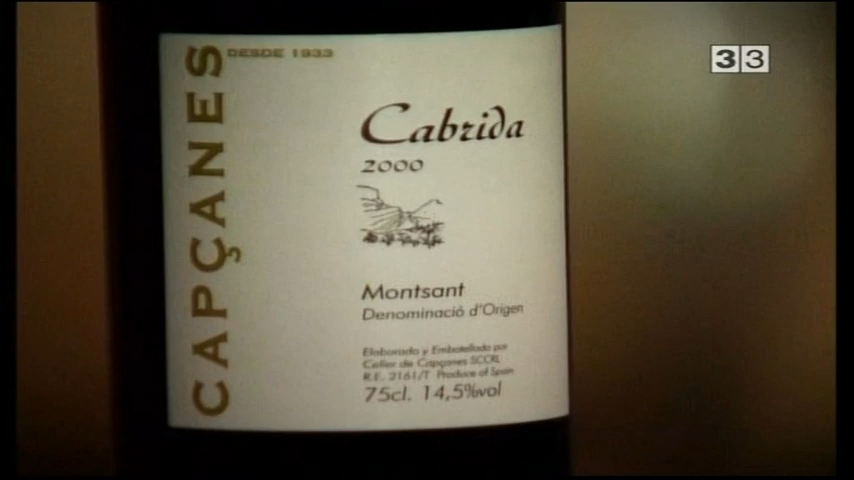 CAPÇANES
DESDE 1933
33
Cabrida
2000
Montsant
Denominació d'Origen
Elaborado y Embotellado por
Celler de Capçanes SCCRL
R.E. 2161/T Produce of Spain
75cl. 14,5%vol